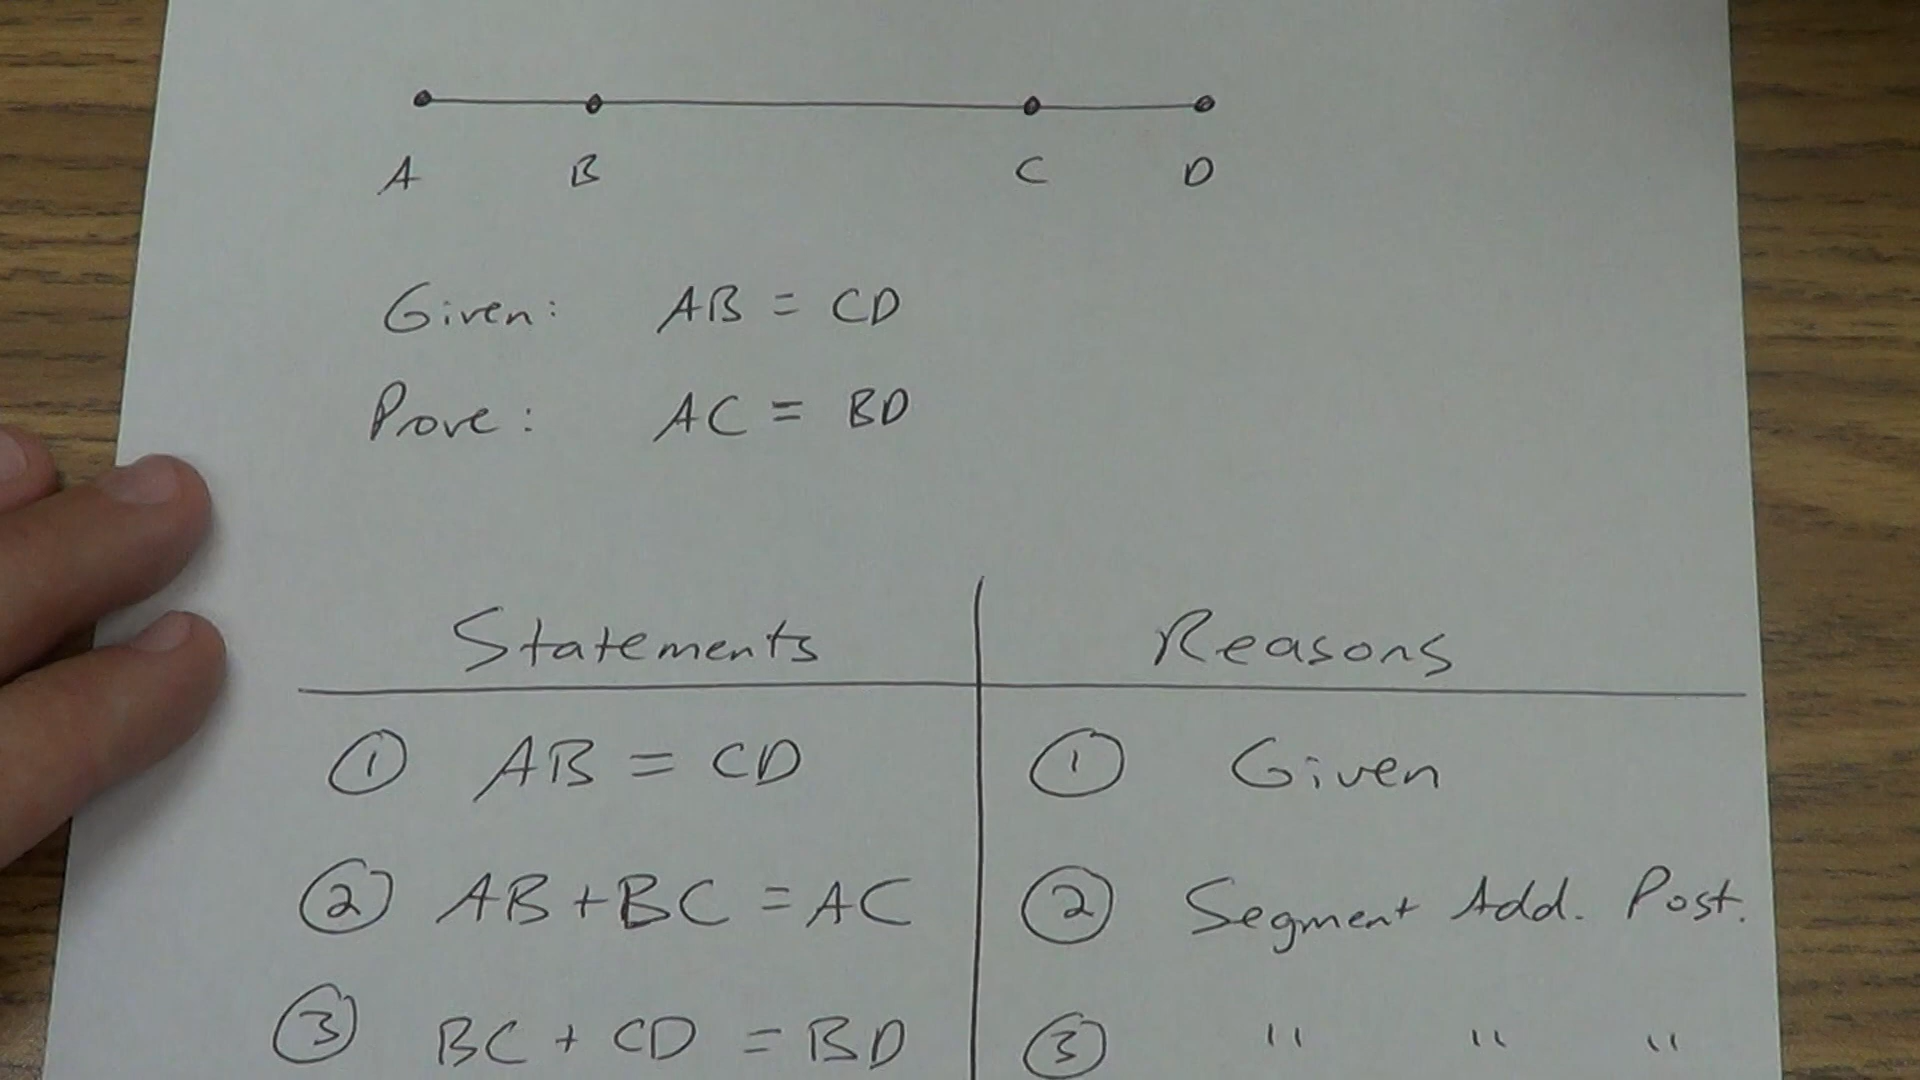 A B C D
Given: AB = CD
Prove: AC = BD
Statements Reasons
① AB = CD ① Given
② AB + BC = AC ② Segment Add. Post.
③ BC + CD = BD ③ " " "